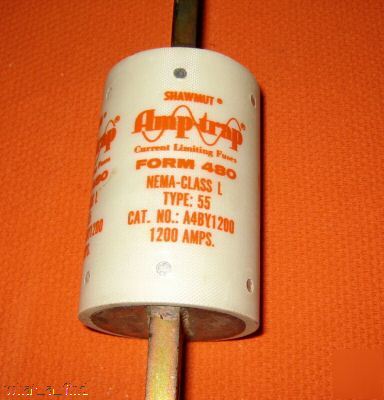 SHAWMUT ®
Amp-trap
Current Limiting Fuses
FORM 480
NEMA-CLASS L
TYPE: 55
CAT. NO.: A4BY1200
1200 AMPS.